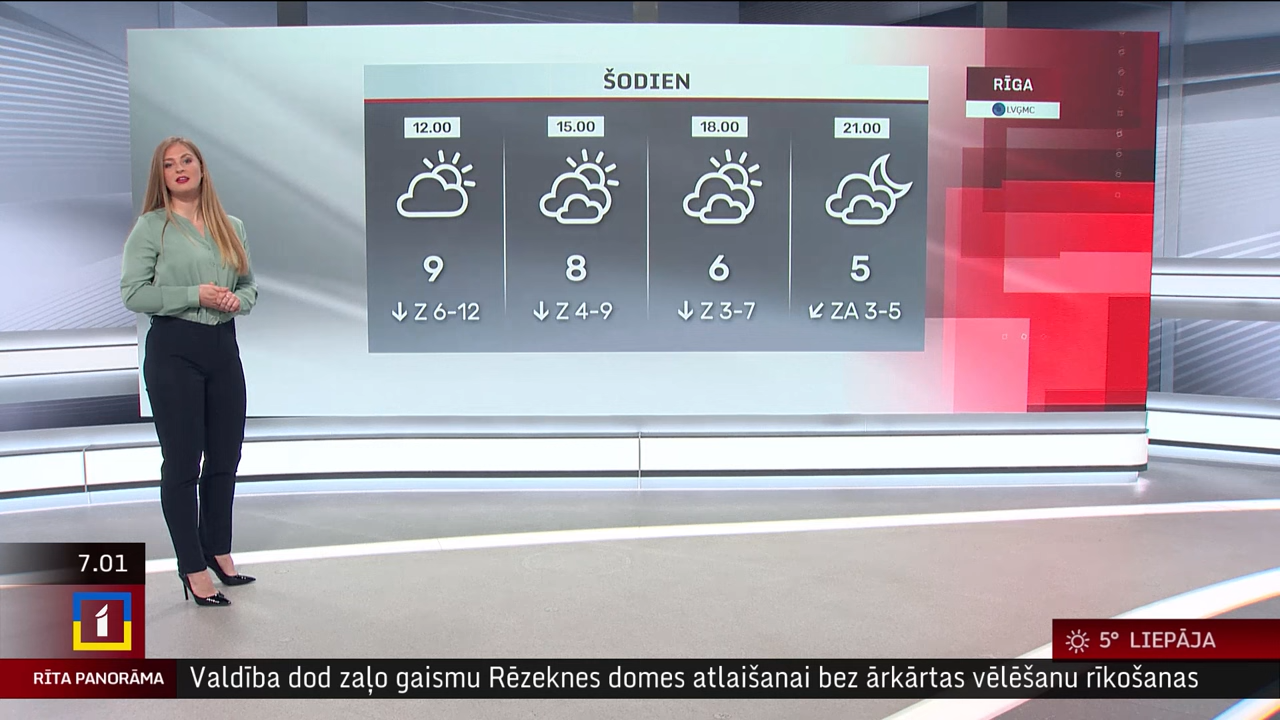 ŠODIEN
RĪGA
LVĢMC
12.00
15.00
18.00
21.00
9
8
6
5
Z 6-12
Z 4-9
Z 3-7
ZA 3-5
7.01
1
5° LIEPĀJA
RĪTA PANORĀMA
Valdība dod zaļo gaismu Rēzeknes domes atlaišanai bez ārkārtas vēlēšanu rīkošanas